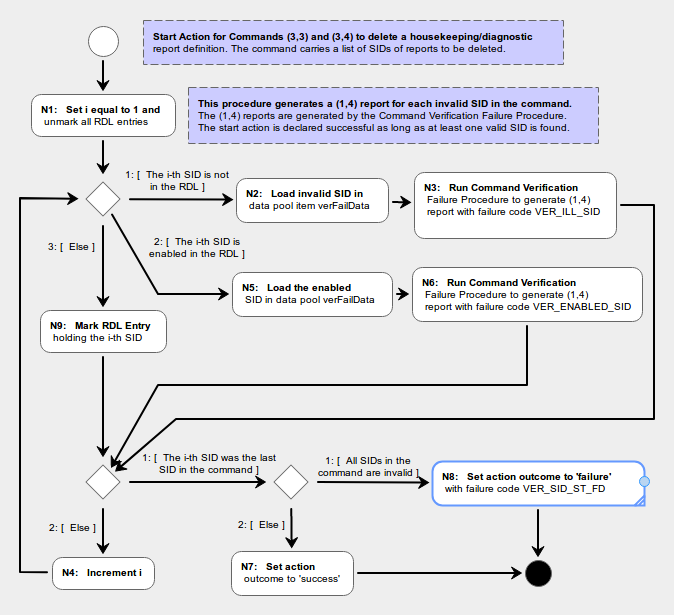 Start Action for Commands (3,3) and (3,4) to delete a housekeeping/diagnostic
report definition. The command carries a list of SIDs of reports to be deleted.
N1: Set i equal to 1 and
unmark all RDL entries
This procedure generates a (1,4) report for each invalid SID in the command.
The (1,4) reports are generated by the Command Verification Failure Procedure.
The start action is declared successful as long as at least one valid SID is found.
1: [ The i-th SID is not
in the RDL ]
N2: Load invalid SID in
data pool item verFailData
N3: Run Command Verification
Failure Procedure to generate (1,4)
report with failure code VER_ILL_SID
3: [ Else ]
2: [ The i-th SID is
enabled in the RDL ]
N5: Load the enabled
SID in data pool verFailData
N6: Run Command Verification
Failure Procedure to generate (1,4)
report with failure code VER_ENABLED_SID
N9: Mark RDL Entry
holding the i-th SID
1: [ The i-th SID was the last
SID in the command ]
1: [ All SIDs in the
command are invalid ]
N8: Set action outcome to 'failure'
with failure code VER_SID_ST_FD
2: [ Else ]
2: [ Else ]
N4: Increment i
N7: Set action
outcome to 'success'